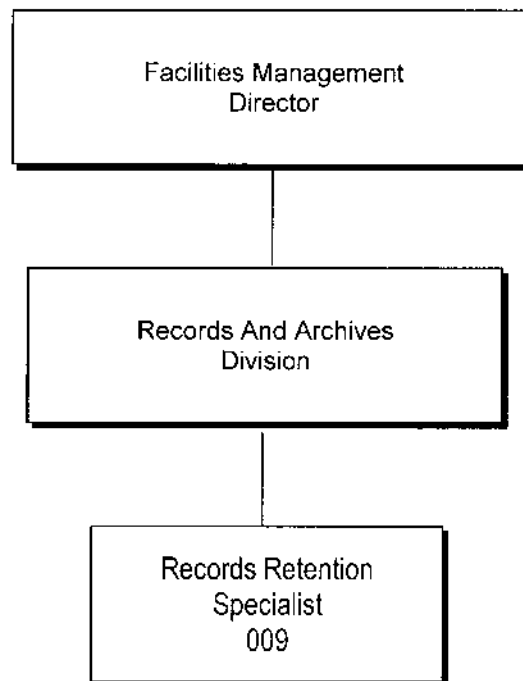 Facilities Management
Director
Records And Archives
Division
Records Retention
Specialist
009